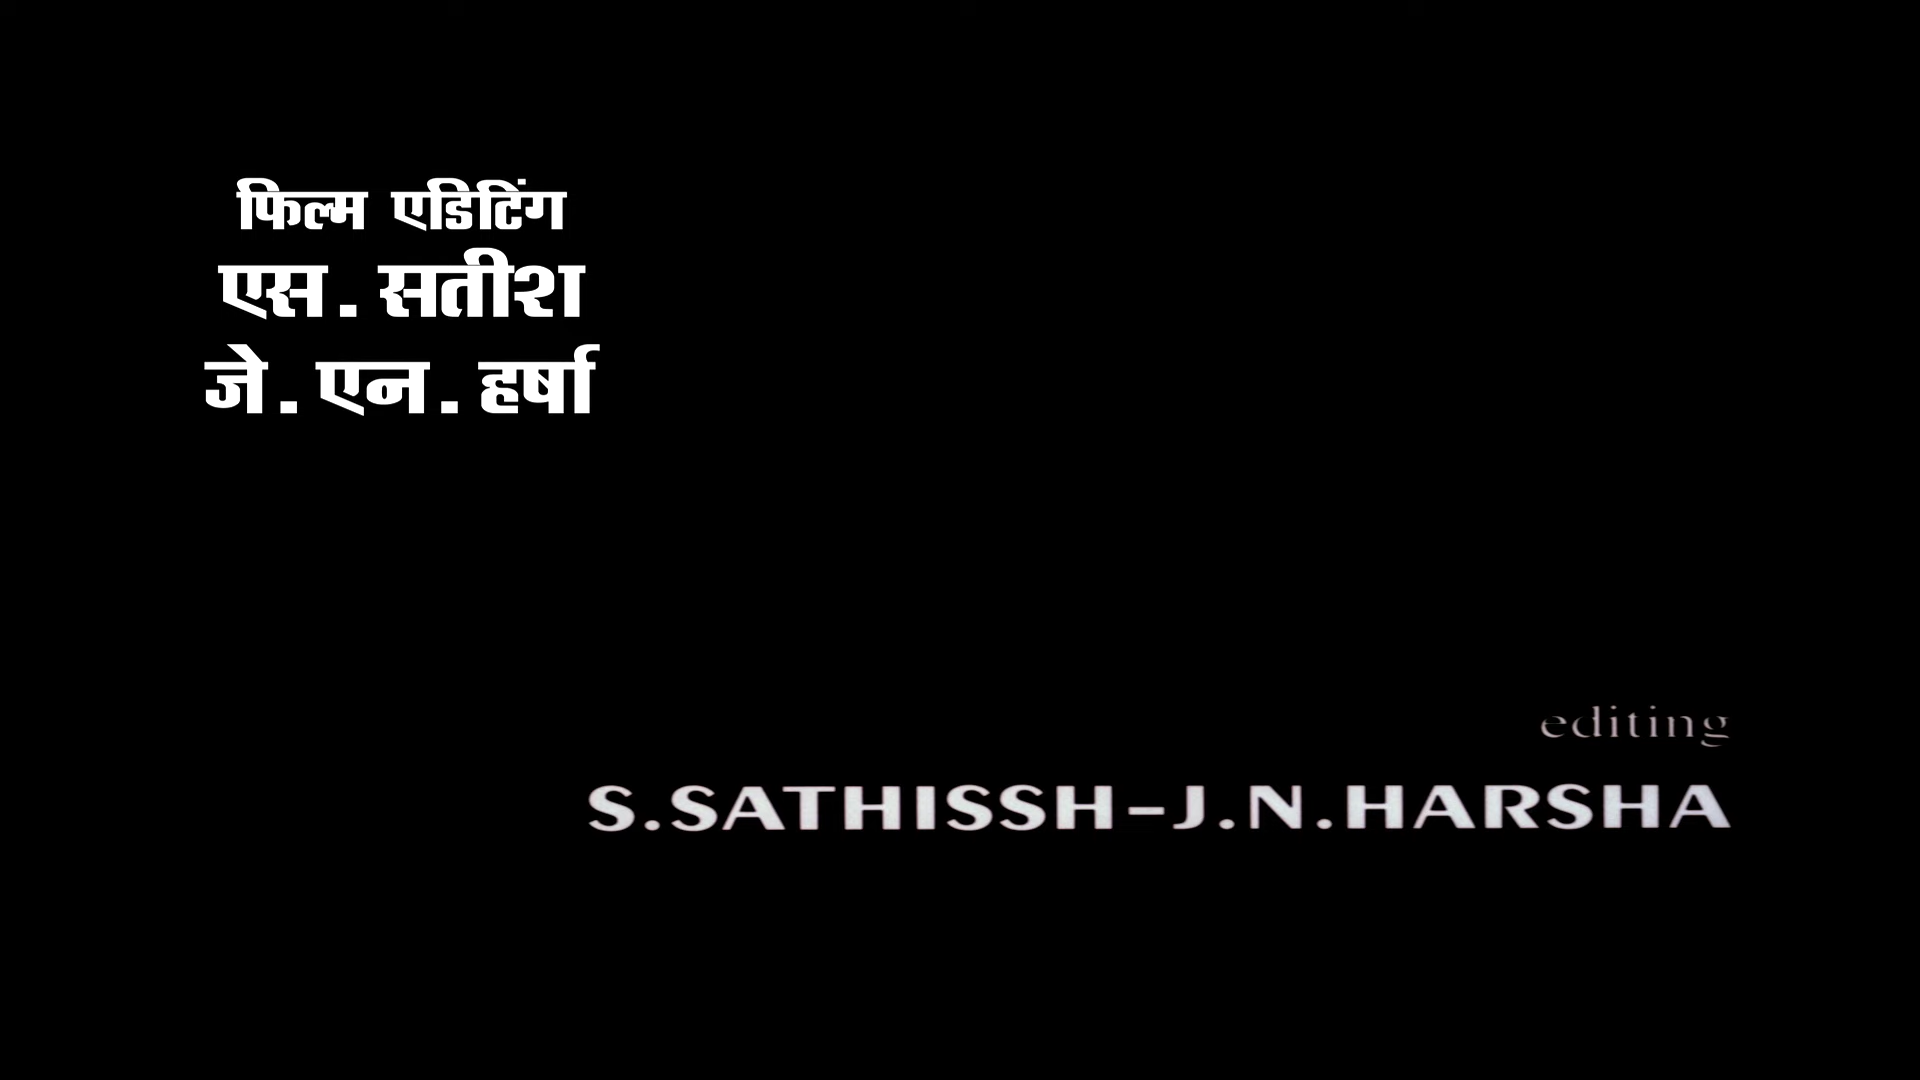 फिल्म एडिटिंग
एस. सतीश
जे. एन. हर्षा
editing
S.SATHISSH-J.N.HARSHA